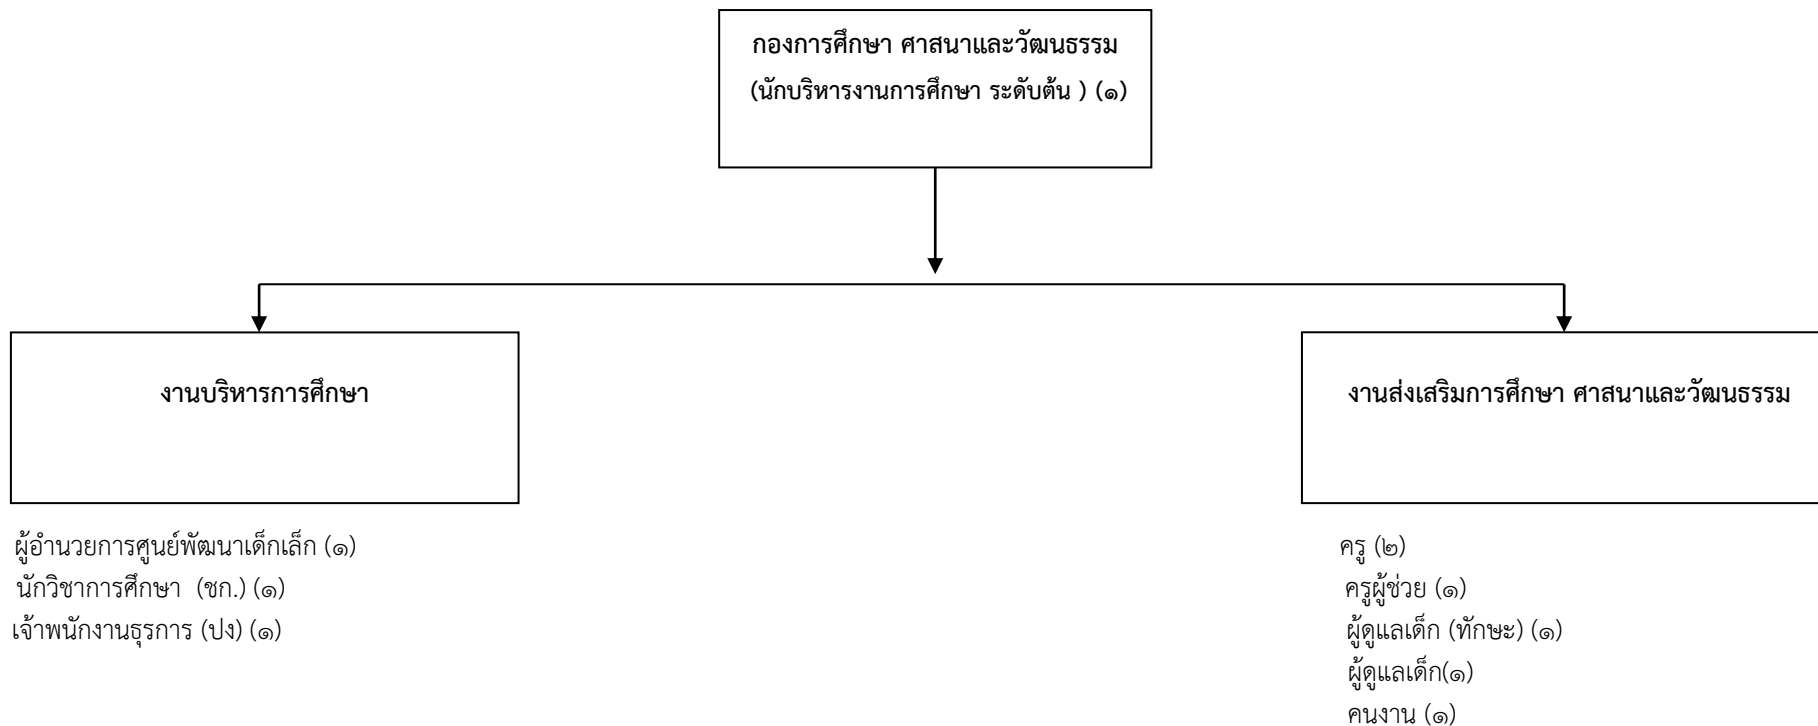 กองการศึกษา ศาสนาและวัฒนธรรม
(นักบริหารงานการศึกษา ระดับต้น ) (๑)
งานบริหารการศึกษา
งานส่งเสริมการศึกษา ศาสนาและวัฒนธรรม
ผู้อำนวยการศูนย์พัฒนาเด็กเล็ก (๑)
นักวิชาการศึกษา (ชก.) (๑)
เจ้าพนักงานธุรการ (ปง) (๑)
ครู (๒)
ครูผู้ช่วย (๑)
ผู้ดูแลเด็ก (ทักษะ) (๑)
ผู้ดูแลเด็ก(๑)
คนงาน (๑)